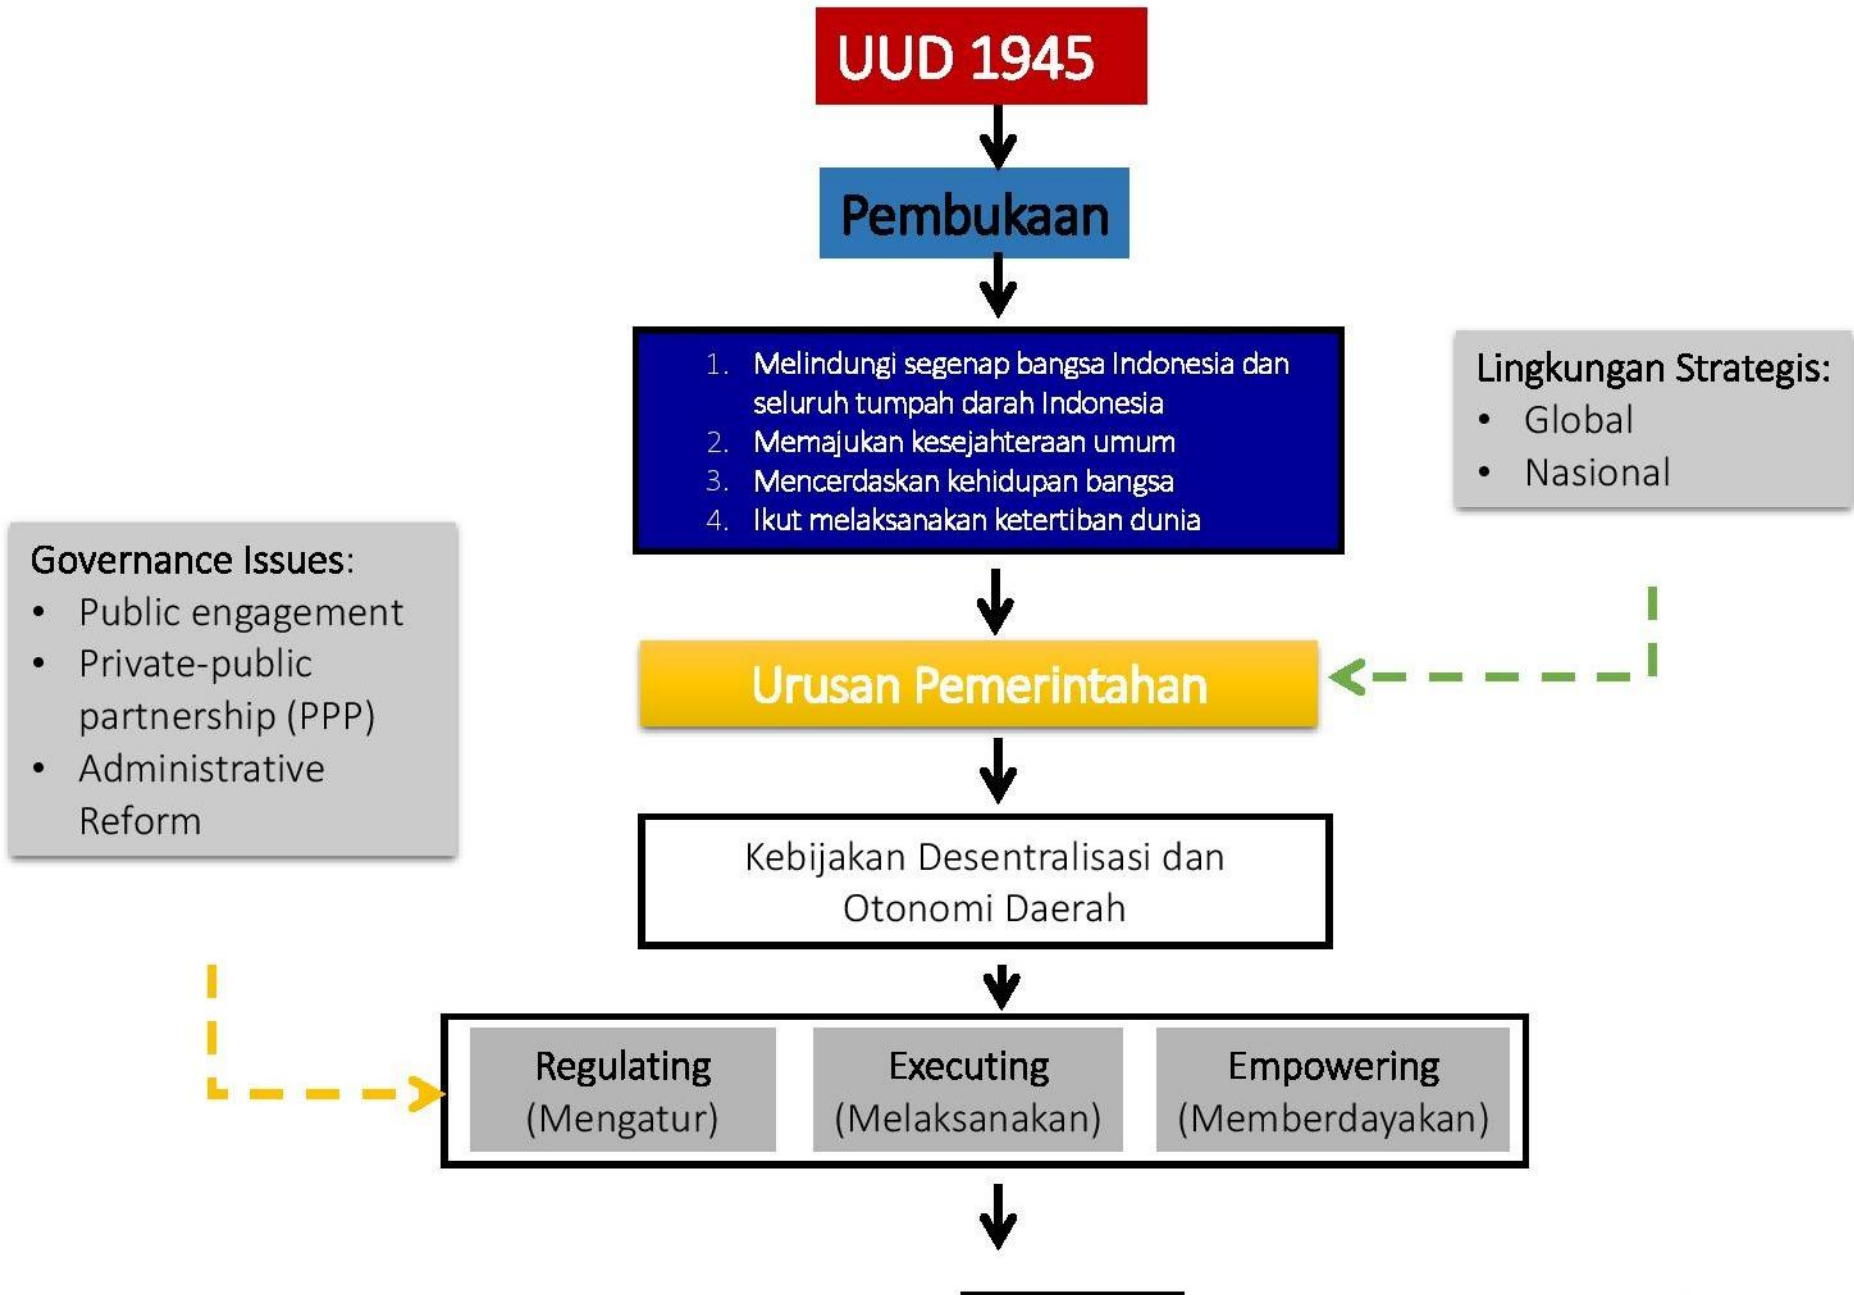 UUD 1945
Pembukaan
1. Melindungi segenap bangsa Indonesia dan
seluruh tumpah darah Indonesia
2. Memajukan kesejahteraan umum
3. Mencerdaskan kehidupan bangsa
4. Ikut melaksanakan ketertiban dunia
Lingkungan Strategis:
• Global
• Nasional
Governance Issues:
• Public engagement
• Private-public
partnership (PPP)
• Administrative
Reform
Urusan Pemerintahan
Kebijakan Desentralisasi dan
Otonomi Daerah
Regulating
(Mengatur)
Executing
(Melaksanakan)
Empowering
(Memberdayakan)